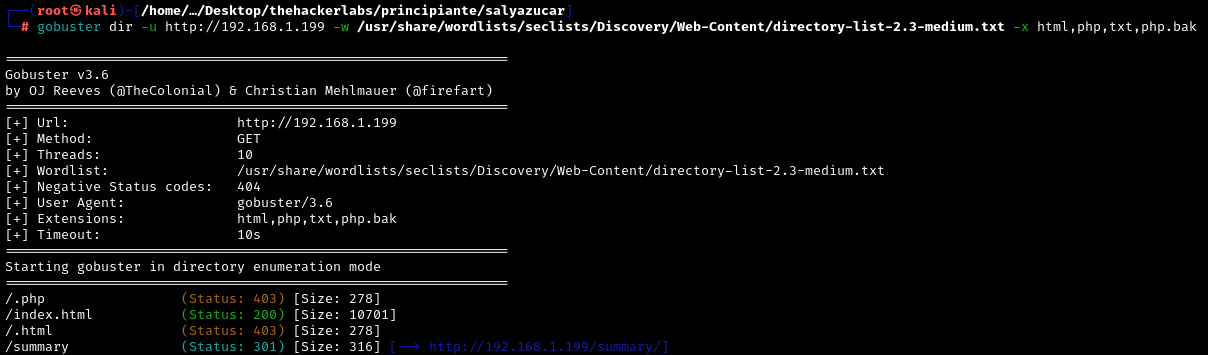 ┌──(root㉿kali)-[/home/…/Desktop/thehackerlabs/principiante/salyazucar]
└─# gobuster dir -u http://192.168.1.199 -w /usr/share/wordlists/seclists/Discovery/Web-Content/directory-list-2.3-medium.txt -x html,php,txt,php.bak
===============================================================
Gobuster v3.6
by OJ Reeves (@TheColonial) & Christian Mehlmauer (@firefart)
===============================================================
[+] Url:                     http://192.168.1.199
[+] Method:                  GET
[+] Threads:                 10
[+] Wordlist:                /usr/share/wordlists/seclists/Discovery/Web-Content/directory-list-2.3-medium.txt
[+] Negative Status codes:   404
[+] User Agent:              gobuster/3.6
[+] Extensions:              html,php,txt,php.bak
[+] Timeout:                 10s
===============================================================
Starting gobuster in directory enumeration mode
===============================================================
/.php                 (Status: 403) [Size: 278]
/index.html           (Status: 200) [Size: 10701]
/.html                (Status: 403) [Size: 278]
/summary              (Status: 301) [Size: 316] [--> http://192.168.1.199/summary/]